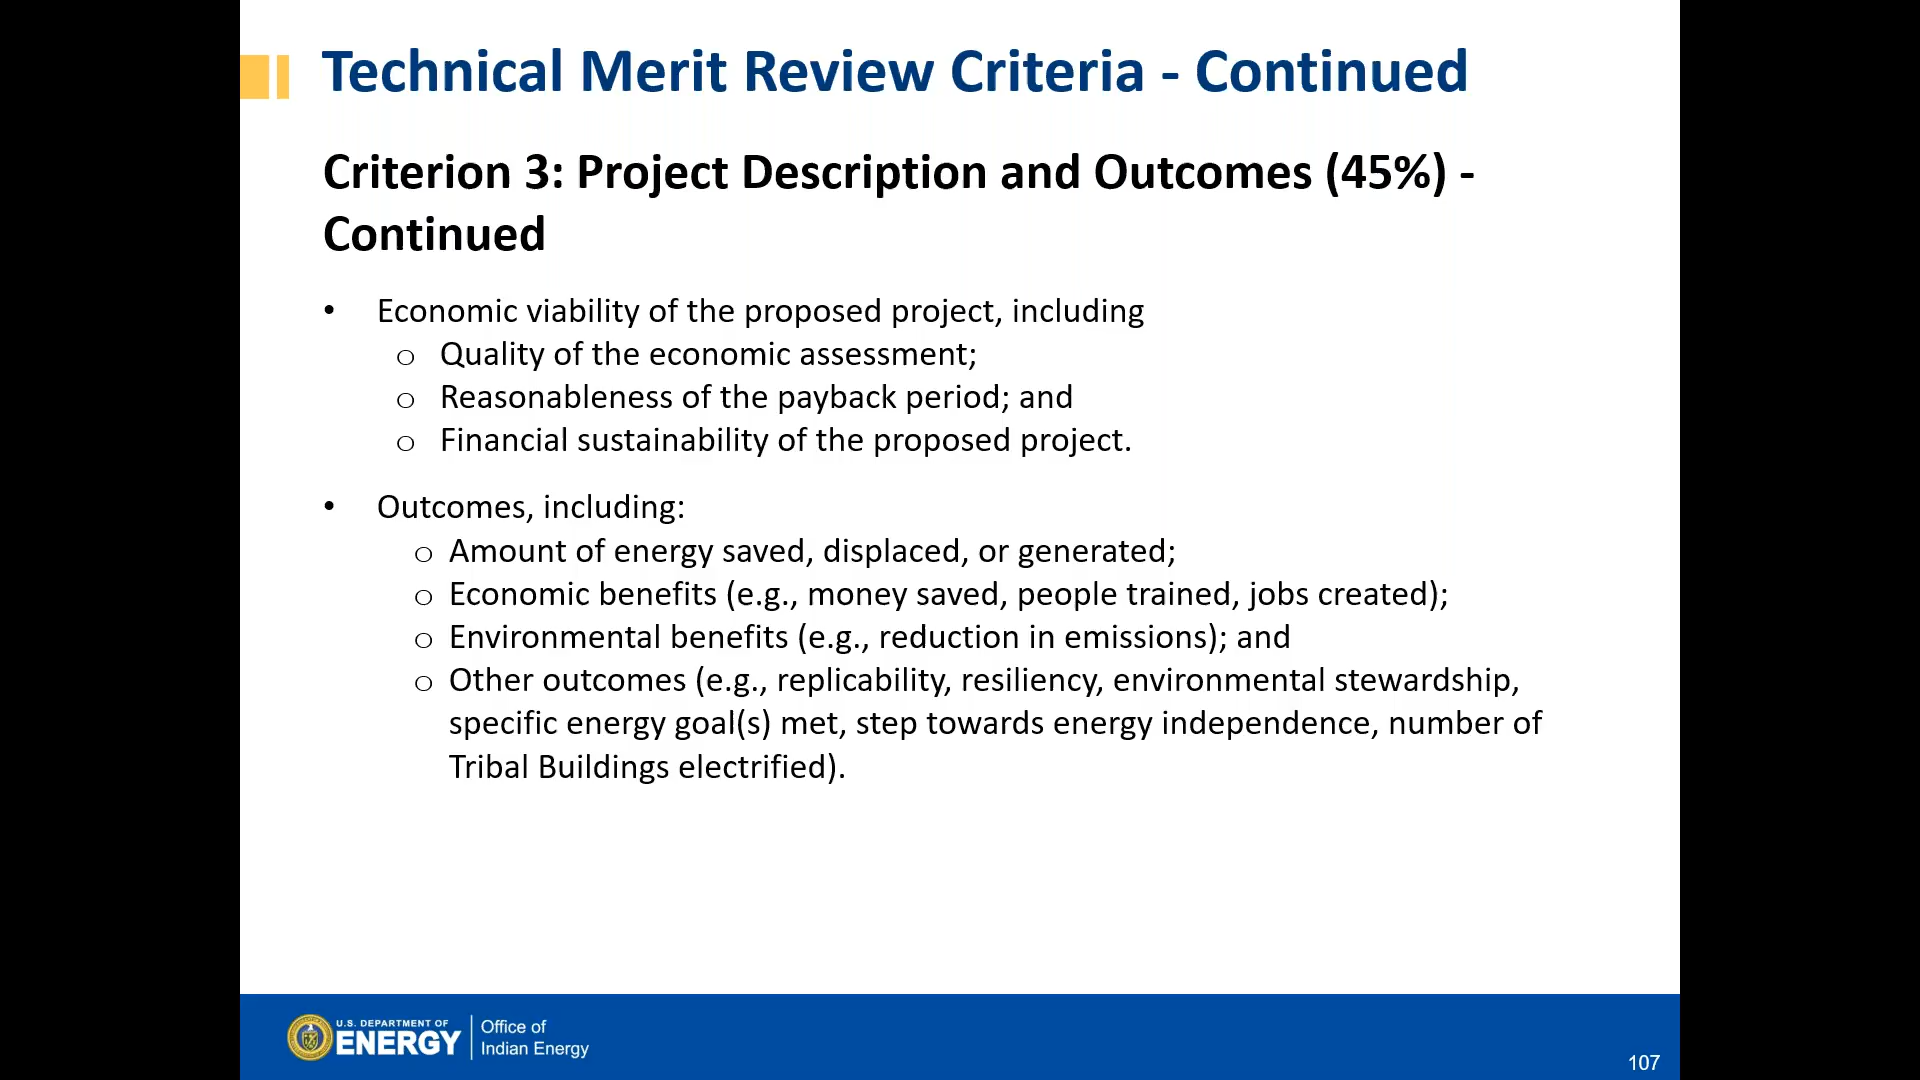 Technical Merit Review Criteria - Continued
Criterion 3: Project Description and Outcomes (45%) -
Continued
• Economic viability of the proposed project, including
o Quality of the economic assessment;
o Reasonableness of the payback period; and
o Financial sustainability of the proposed project.
• Outcomes, including:
o Amount of energy saved, displaced, or generated;
o Economic benefits (e.g., money saved, people trained, jobs created);
o Environmental benefits (e.g., reduction in emissions); and
o Other outcomes (e.g., replicability, resiliency, environmental stewardship,
specific energy goal(s) met, step towards energy independence, number of
Tribal Buildings electrified).
U.S. DEPARTMENT OF
ENERGY
Office of
Indian Energy
107